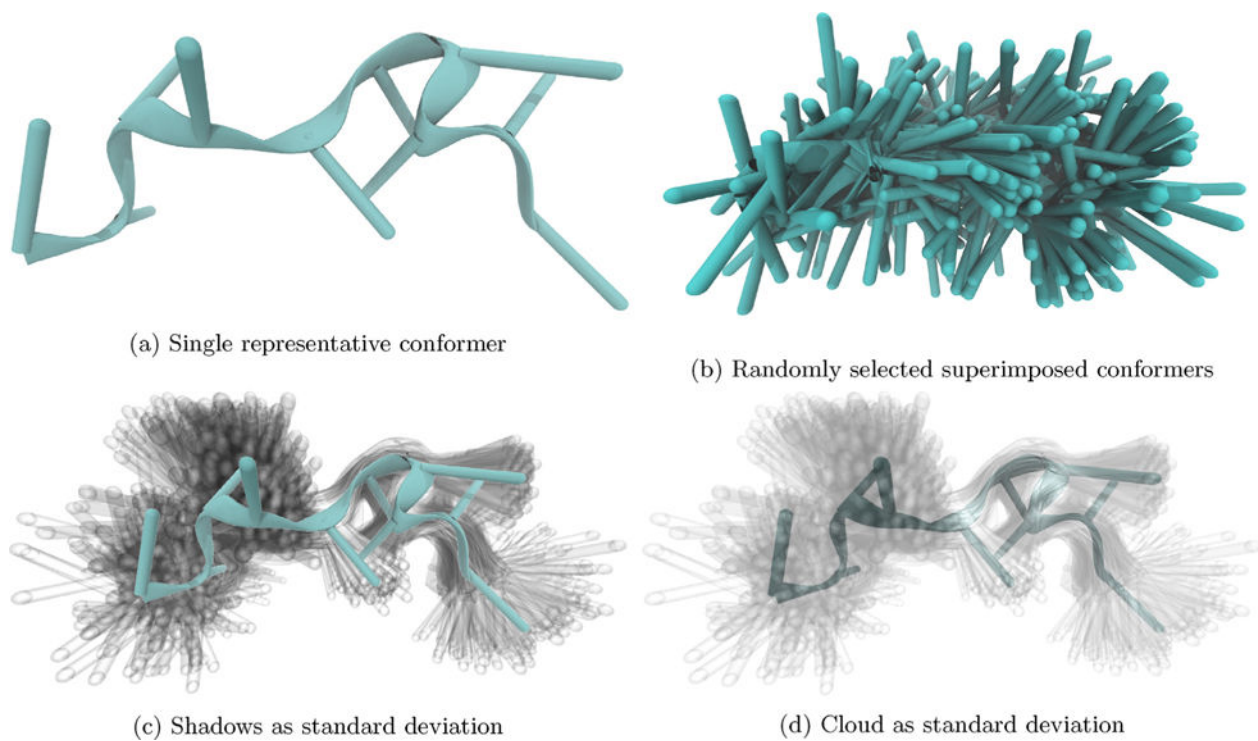 (a) Single representative conformer
(b) Randomly selected superimposed conformers
(c) Shadows as standard deviation
(d) Cloud as standard deviation